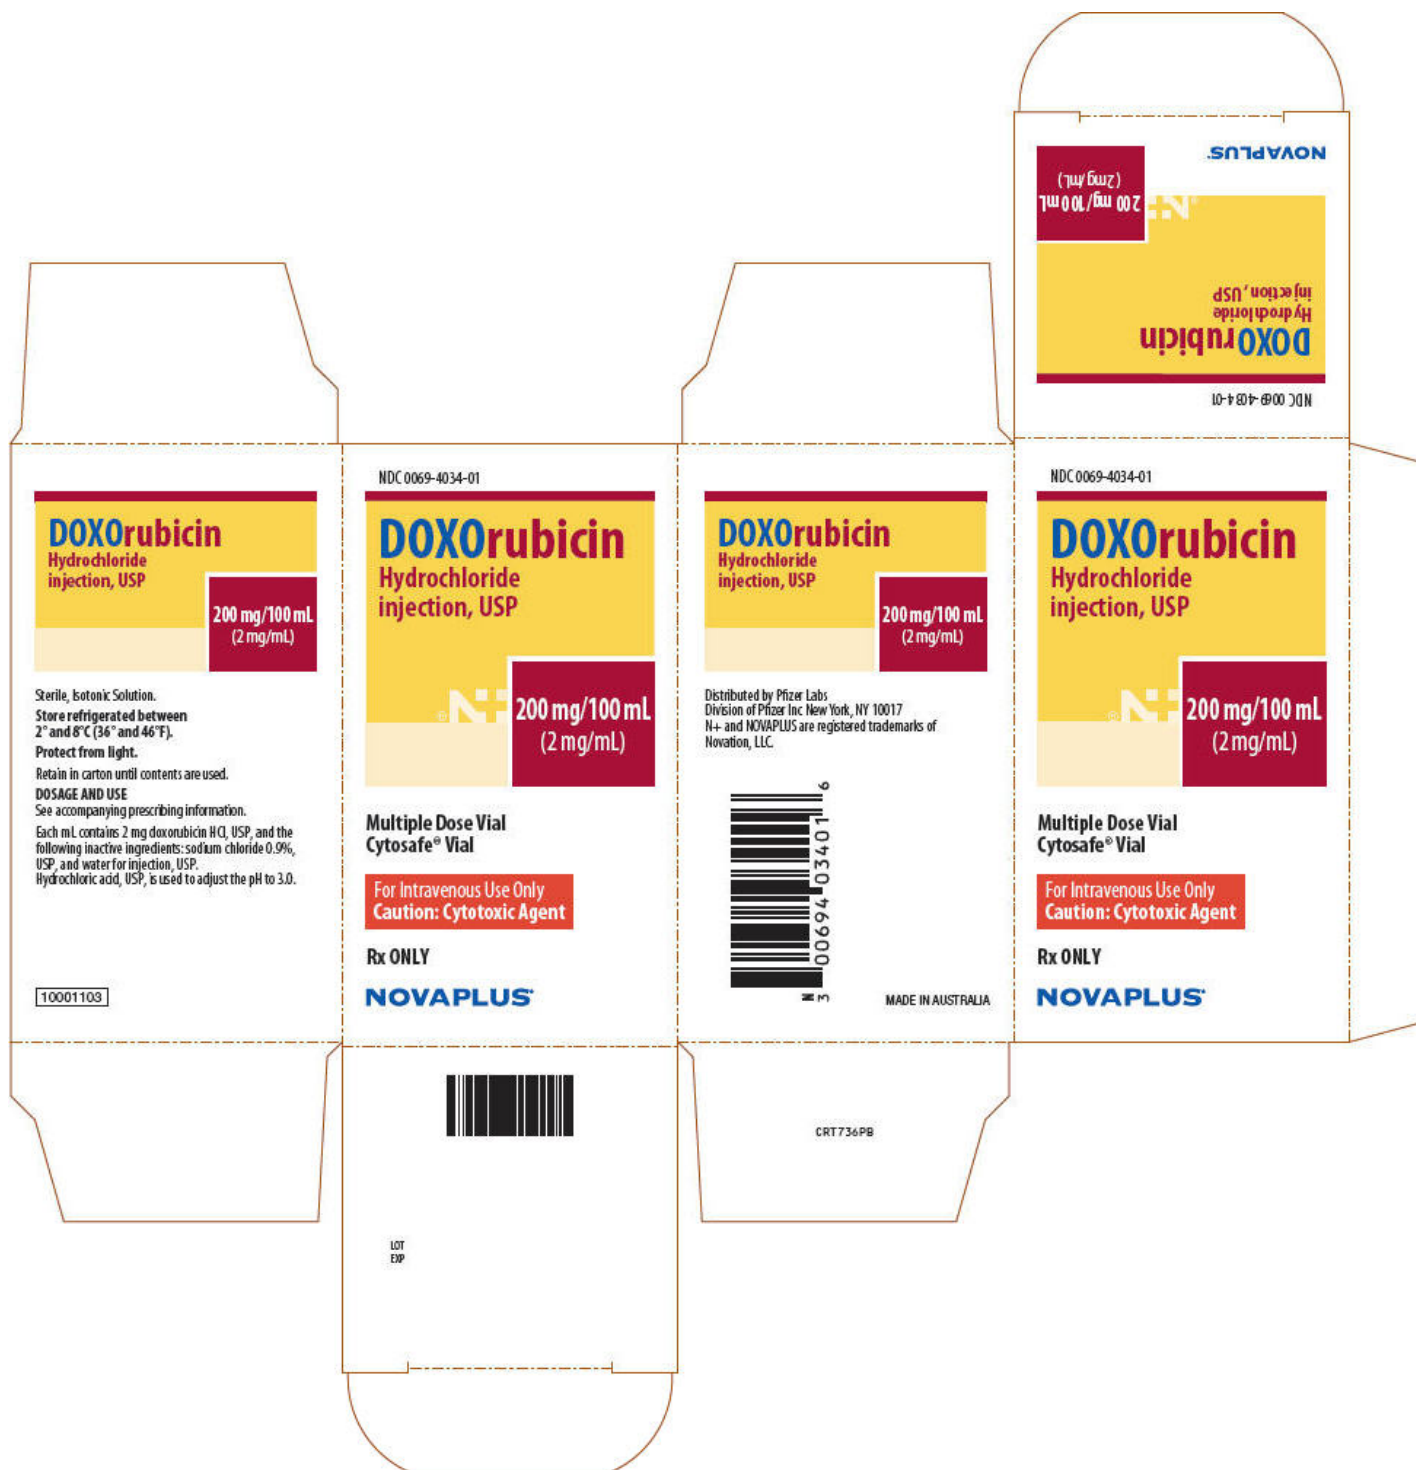 NOVAPLUS®
200 mg/100 mL
(2 mg/mL)
N+®
DOXOrubicin
Hydrochloride
injection, USP
NDC 0069-4034-01
DOXOrubicin
Hydrochloride
injection, USP
200 mg/100 mL
(2 mg/mL)
Sterile, Isotonic Solution.
Store refrigerated between
2° and 8°C (36° and 46°F).
Protect from light.
Retain in carton until contents are used.
DOSAGE AND USE
See accompanying prescribing information.
Each mL contains 2 mg doxorubicin HCl, USP, and the
following inactive ingredients: sodium chloride 0.9%,
USP, and water for injection, USP.
Hydrochloric acid, USP, is used to adjust the pH to 3.0.
10001103
NDC 0069-4034-01
DOXOrubicin
Hydrochloride
injection, USP
N+®
200 mg/100 mL
(2 mg/mL)
Multiple Dose Vial
Cytosafe® Vial
For Intravenous Use Only
Caution: Cytotoxic Agent
Rx ONLY
NOVAPLUS®
DOXOrubicin
Hydrochloride
injection, USP
200 mg/100 mL
(2 mg/mL)
Distributed by Pfizer Labs
Division of Pfizer Inc New York, NY 10017
N+ and NOVAPLUS are registered trademarks of
Novation, LLC.
N
3 00694 03401 6
MADE IN AUSTRALIA
NDC 0069-4034-01
DOXOrubicin
Hydrochloride
injection, USP
N+®
200 mg/100 mL
(2 mg/mL)
Multiple Dose Vial
Cytosafe® Vial
For Intravenous Use Only
Caution: Cytotoxic Agent
Rx ONLY
NOVAPLUS®
CRT736PB
LOT
EXP